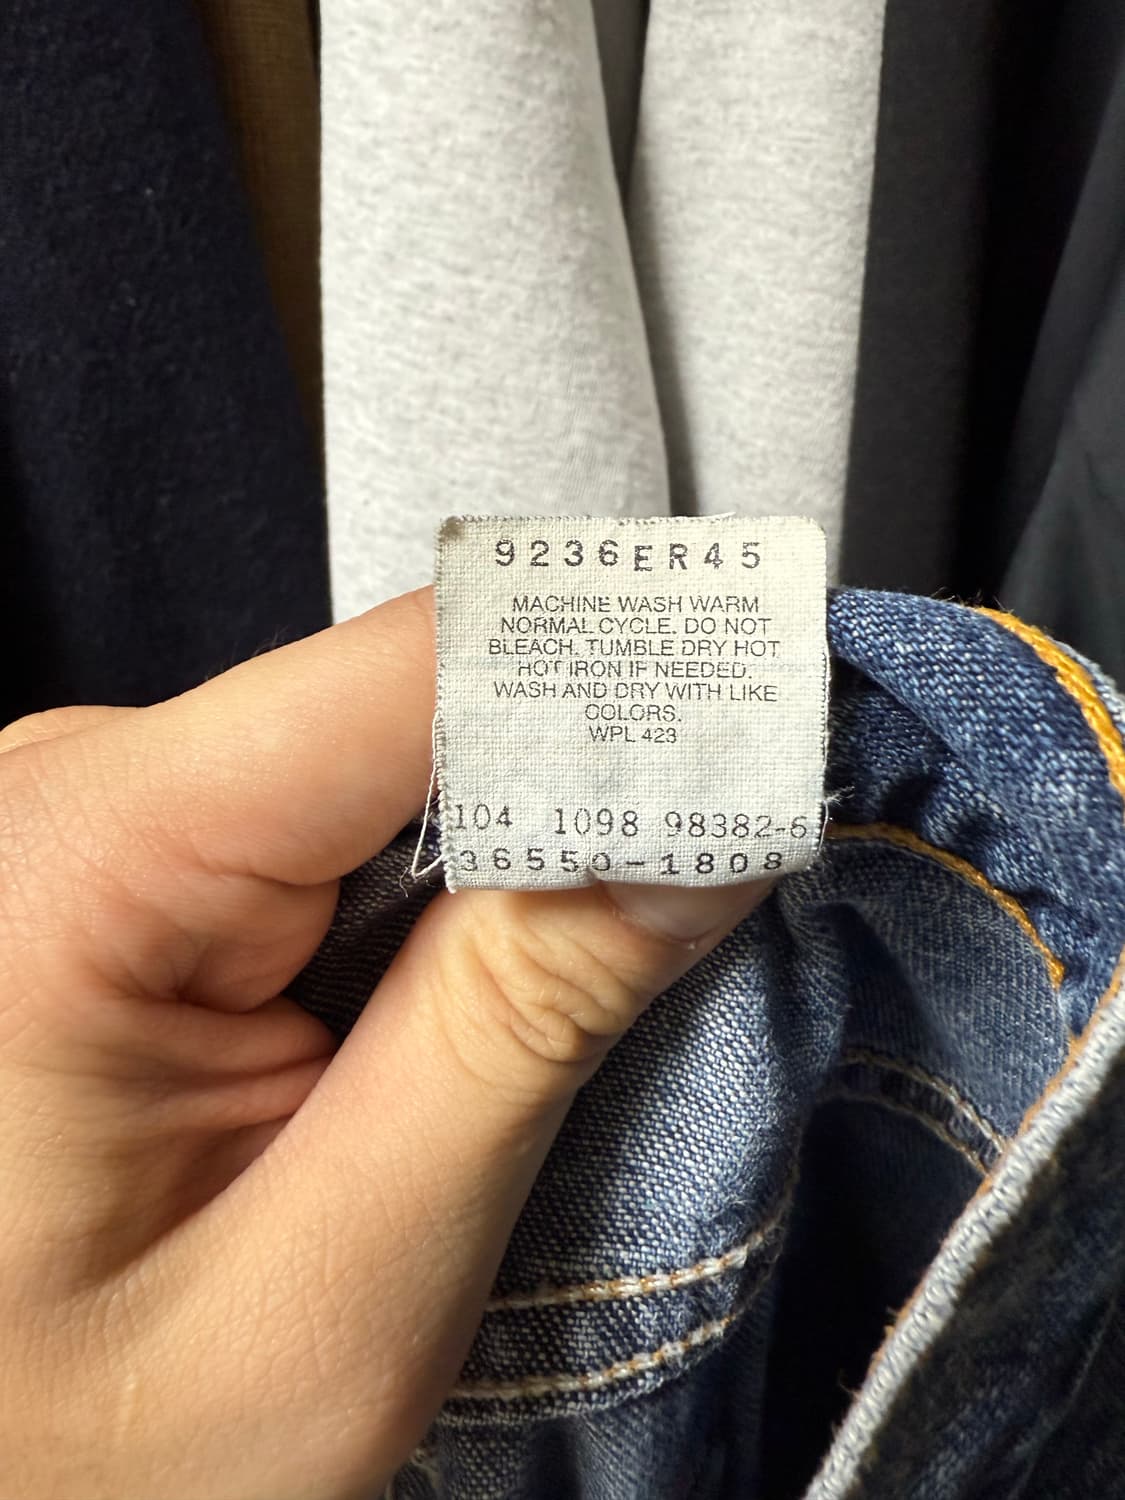 9236ER45
MACHINE WASH WARM
NORMAL CYCLE. DO NOT
BLEACH. TUMBLE DRY HOT
HOT IRON IF NEEDED.
WASH AND DRY WITH LIKE
COLORS.
WPL 423
104 1098 98382-6
36550-1808